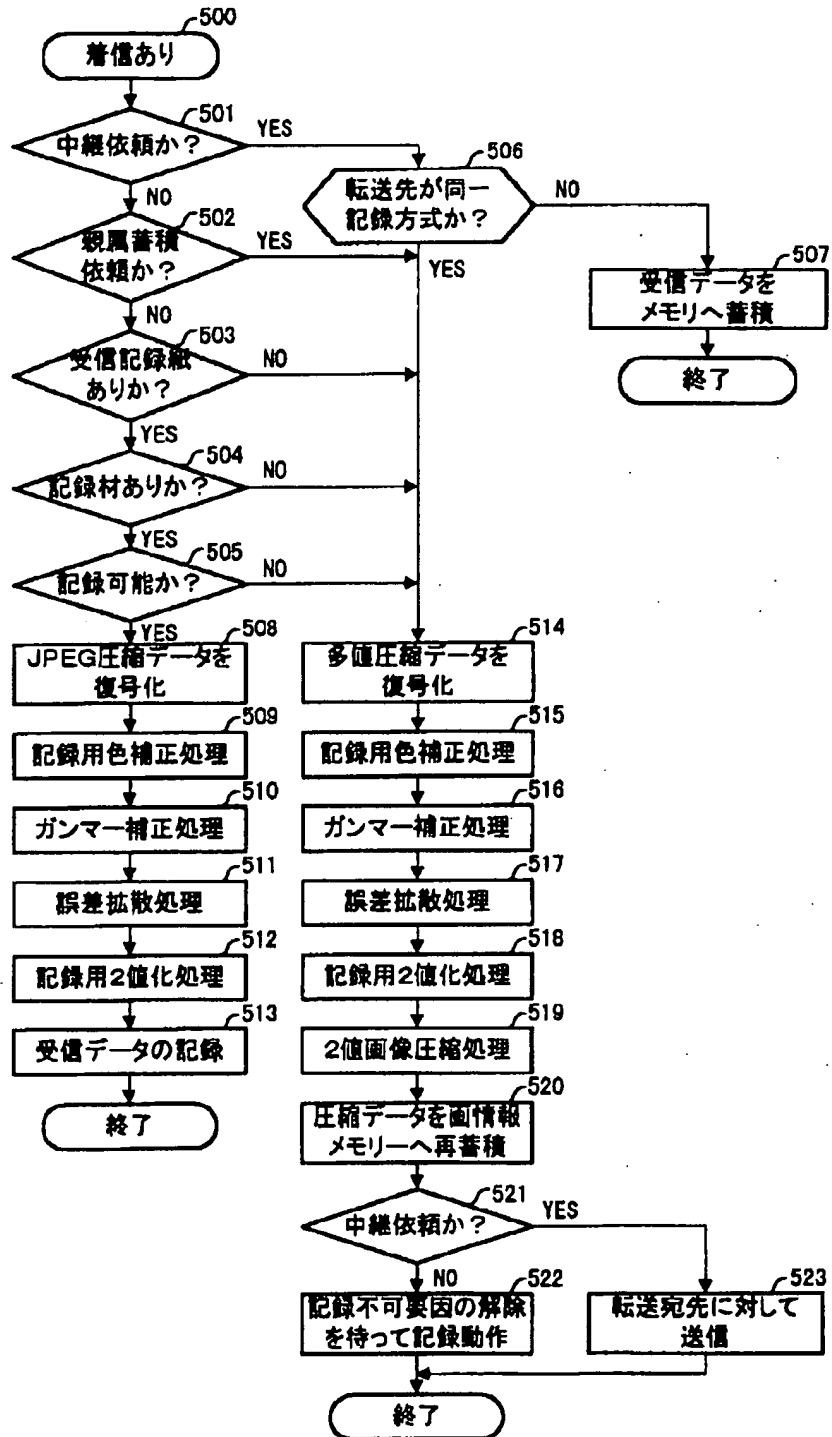 500
着信あり
501
中継依頼か?
YES
NO
506
転送先が同一
記録方式か?
NO
YES
502
親展蓄積
依頼か?
YES
NO
507
受信データを
メモリへ蓄積
終了
503
受信記録紙
ありか?
NO
YES
504
記録材ありか?
NO
YES
505
記録可能か?
NO
YES
508
JPEG圧縮データを
復号化
509
記録用色補正処理
510
ガンマー補正処理
511
誤差拡散処理
512
記録用2値化処理
513
受信データの記録
終了
514
多値圧縮データを
復号化
515
記録用色補正処理
516
ガンマー補正処理
517
誤差拡散処理
518
記録用2値化処理
519
2値画像圧縮処理
520
圧縮データを画情報
メモリーへ再蓄積
521
中継依頼か?
YES
NO
522
記録不可要因の解除
を待って記録動作
523
転送宛先に対して
送信
終了